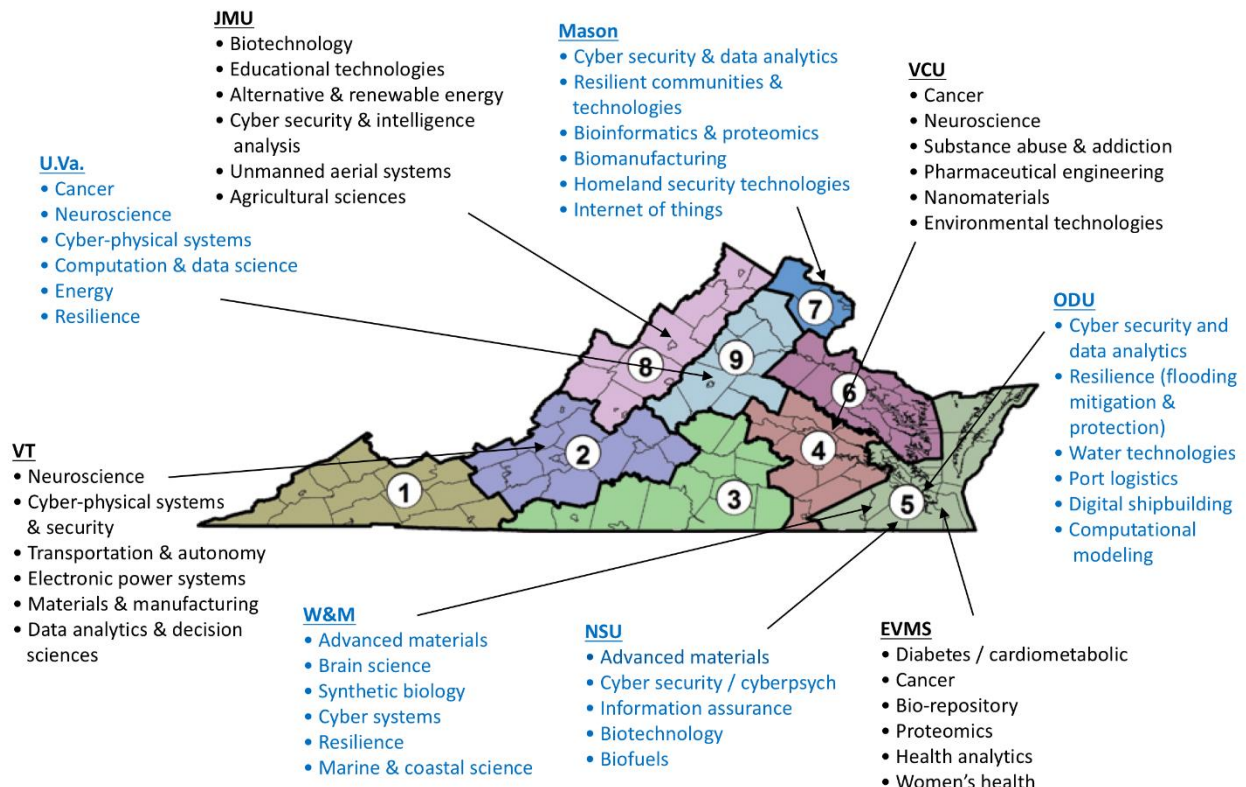 JMU
• Biotechnology
• Educational technologies
• Alternative & renewable energy
• Cyber security & intelligence
analysis
• Unmanned aerial systems
• Agricultural sciences
Mason
• Cyber security & data analytics
• Resilient communities &
technologies
• Bioinformatics & proteomics
• Biomanufacturing
• Homeland security technologies
• Internet of things
VCU
• Cancer
• Neuroscience
• Substance abuse & addiction
• Pharmaceutical engineering
• Nanomaterials
• Environmental technologies
U.Va.
• Cancer
• Neuroscience
• Cyber-physical systems
• Computation & data science
• Energy
• Resilience
ODU
• Cyber security and
data analytics
• Resilience (flooding
mitigation &
protection)
• Water technologies
• Port logistics
• Digital shipbuilding
• Computational
modeling
7
9
8
6
4
2
1
3
5
VT
• Neuroscience
• Cyber-physical systems
& security
• Transportation & autonomy
• Electronic power systems
• Materials & manufacturing
• Data analytics & decision
sciences
W&M
• Advanced materials
• Brain science
• Synthetic biology
• Cyber systems
• Resilience
• Marine & coastal science
NSU
• Advanced materials
• Cyber security / cyberpsych
• Information assurance
• Biotechnology
• Biofuels
EVMS
• Diabetes / cardiometabolic
• Cancer
• Bio-repository
• Proteomics
• Health analytics
• Women's health